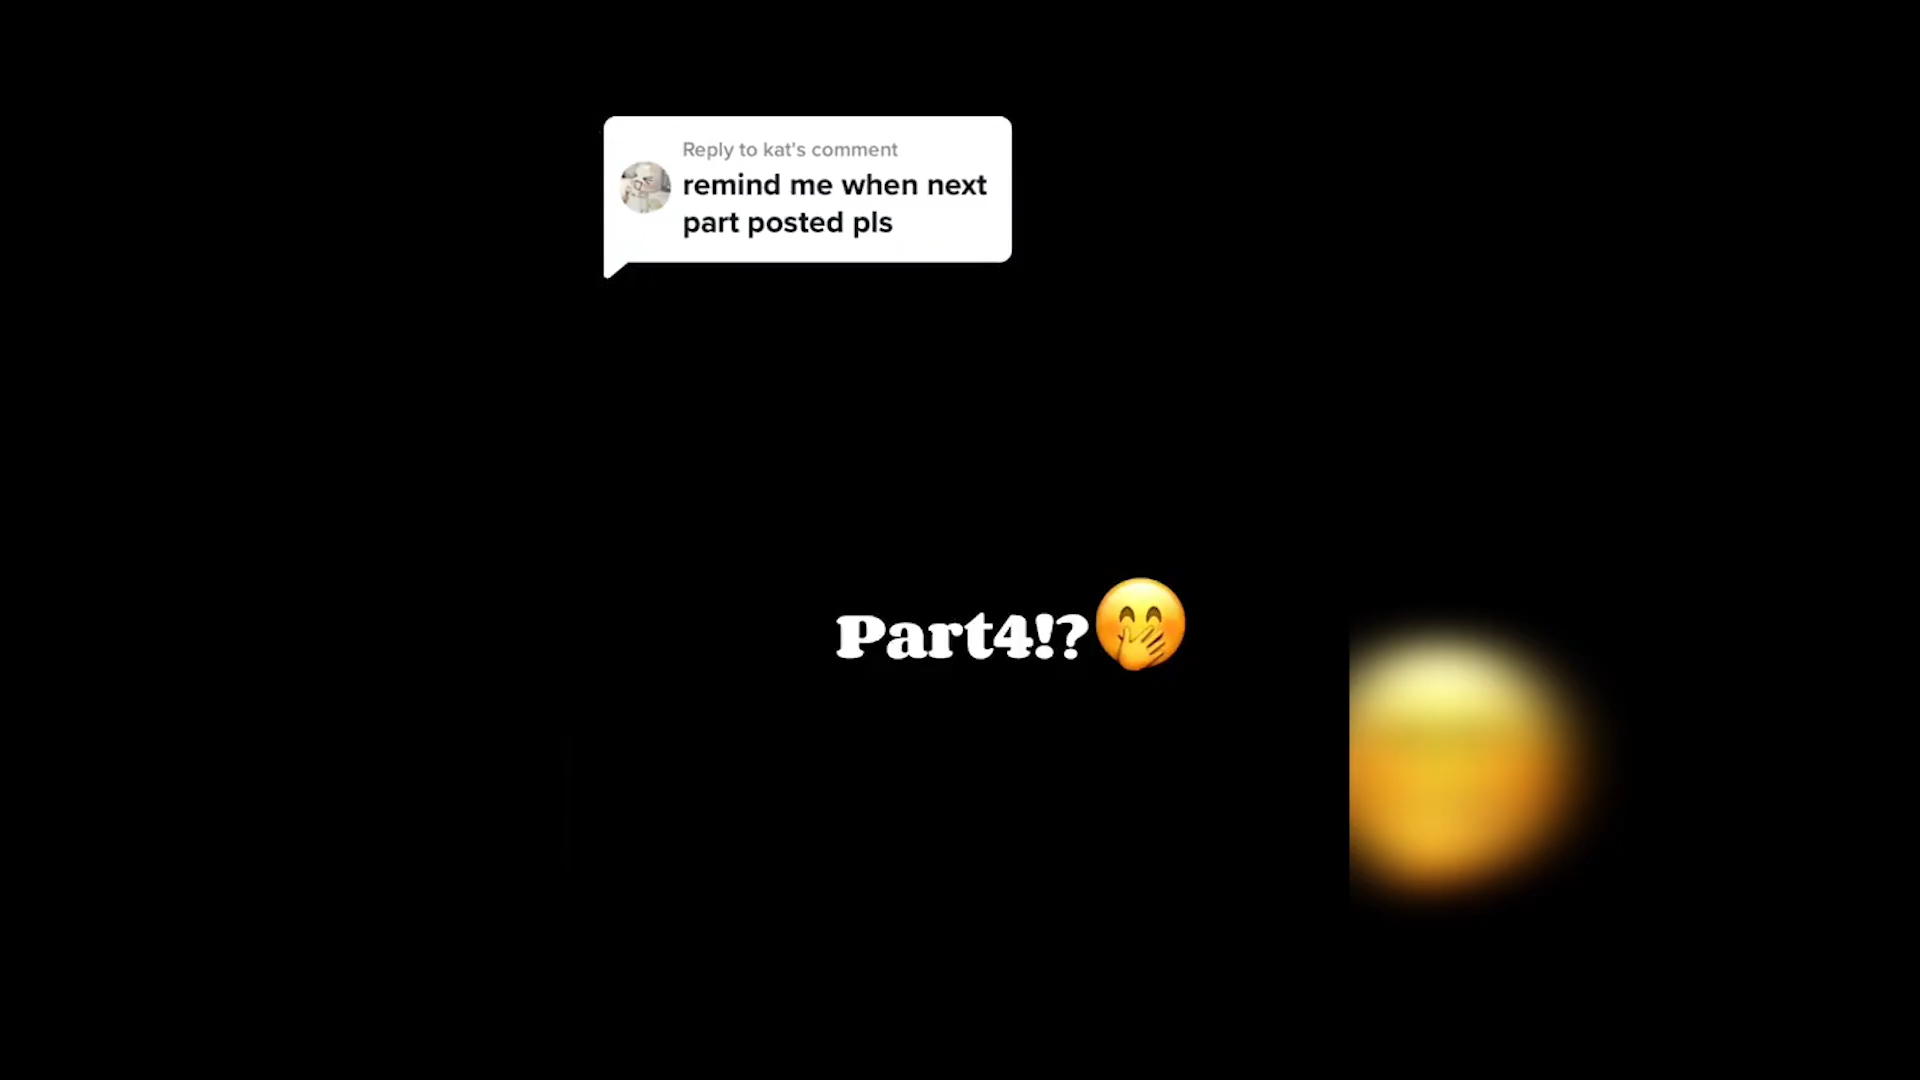 Reply to kat's comment
remind me when next
part posted pls
Part4!?🤭